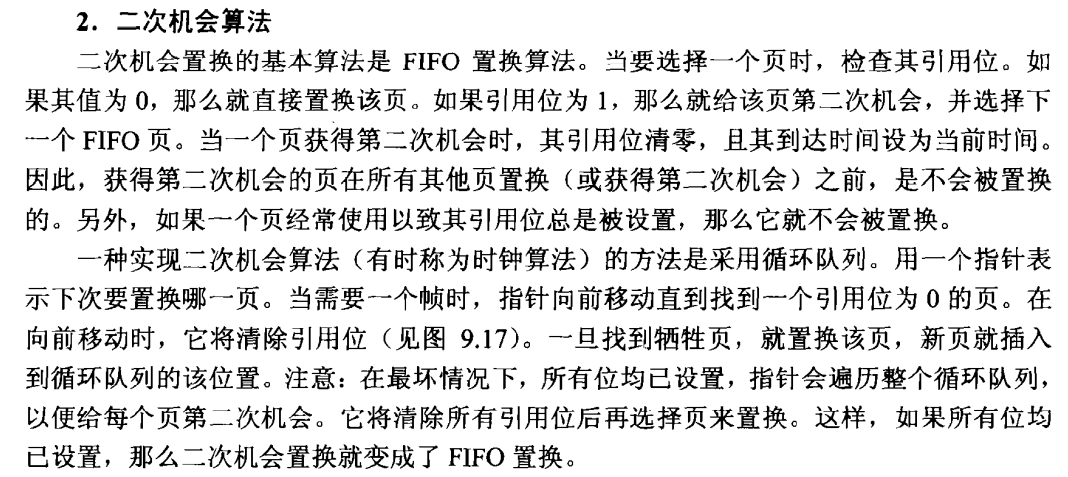 2．二次机会算法
二次机会置换的基本算法是 FIFO 置换算法。当要选择一个页时，检查其引用位。如
果其值为 0，那么就直接置换该页。如果引用位为 1，那么就给该页第二次机会，并选择下
一个 FIFO 页。当一个页获得第二次机会时，其引用位清零，且其到达时间设为当前时间。
因此，获得第二次机会的页在所有其他页置换（或获得第二次机会）之前，是不会被置换
的。另外，如果一个页经常使用以致其引用位总是被设置，那么它就不会被置换。
一种实现二次机会算法（有时称为时钟算法）的方法是采用循环队列。用一个指针表
示下次要置换哪一页。当需要一个帧时，指针向前移动直到找到一个引用位为 0 的页。在
向前移动时，它将清除引用位（见图 9.17）。一旦找到牺牲页，就置换该页，新页就插入
到循环队列的该位置。注意：在最坏情况下，所有位均已设置，指针会遍历整个循环队列，
以便给每个页第二次机会。它将清除所有引用位后再选择页来置换。这样，如果所有位均
已设置，那么二次机会置换就变成了 FIFO 置换。